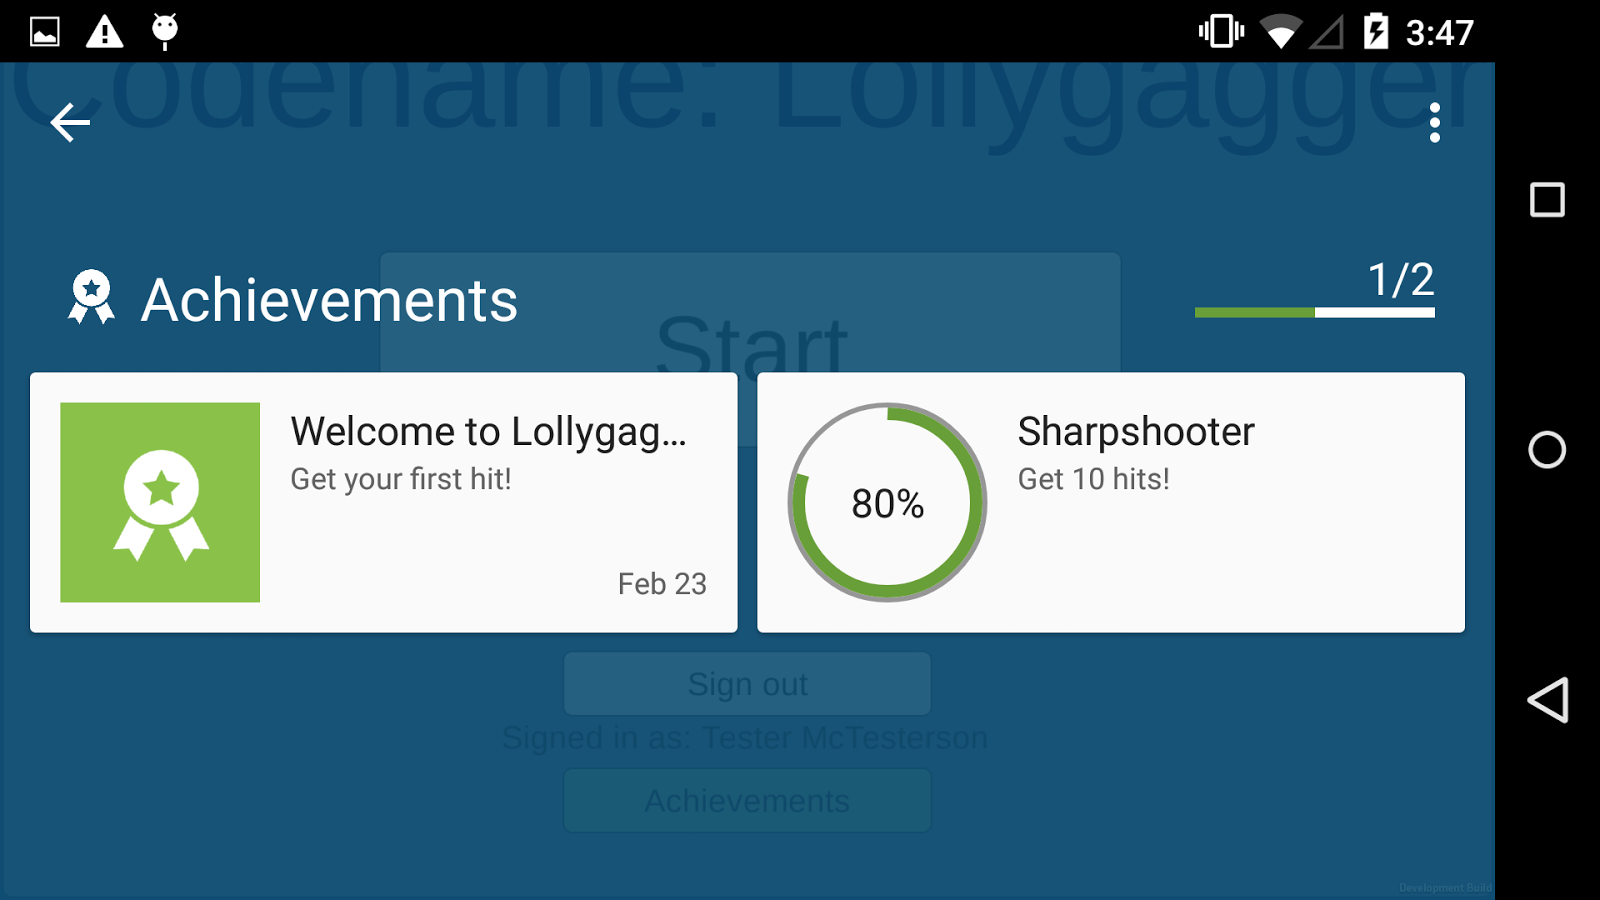 3:47
Codename: Lollygagger
Achievements
1/2
Start
Welcome to Lollygag...
Get your first hit!
Feb 23
80%
Sharpshooter
Get 10 hits!
Sign out
Signed in as: Tester McTesterson
Achievements
Development Build